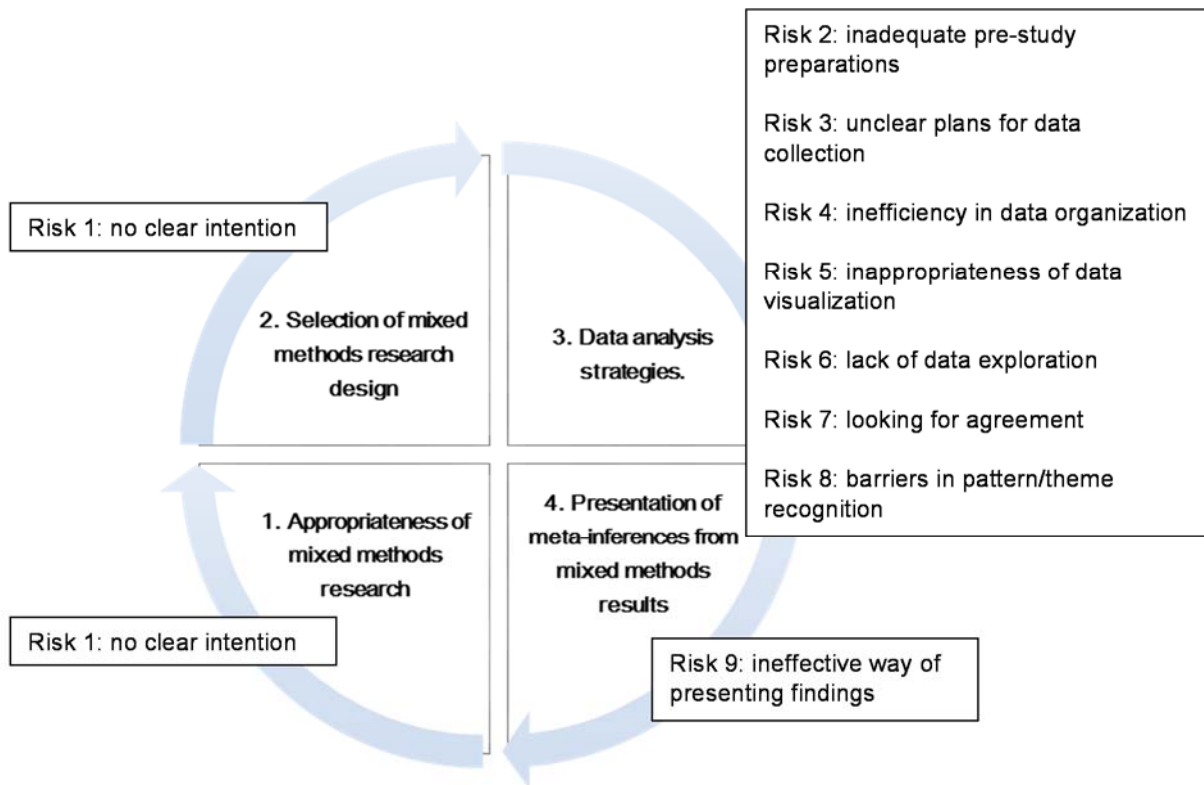 Risk 1: no clear intention
2. Selection of mixed
methods research
design
3. Data analysis
strategies.
Risk 2: inadequate pre-study
preparations
Risk 3: unclear plans for data
collection
Risk 4: inefficiency in data organization
Risk 5: inappropriateness of data
visualization
Risk 6: lack of data exploration
Risk 7: looking for agreement
Risk 8: barriers in pattern/theme
recognition
1. Appropriateness of
mixed methods
research
Risk 1: no clear intention
4. Presentation of
meta-inferences from
mixed methods
results
Risk 9: ineffective way of
presenting findings